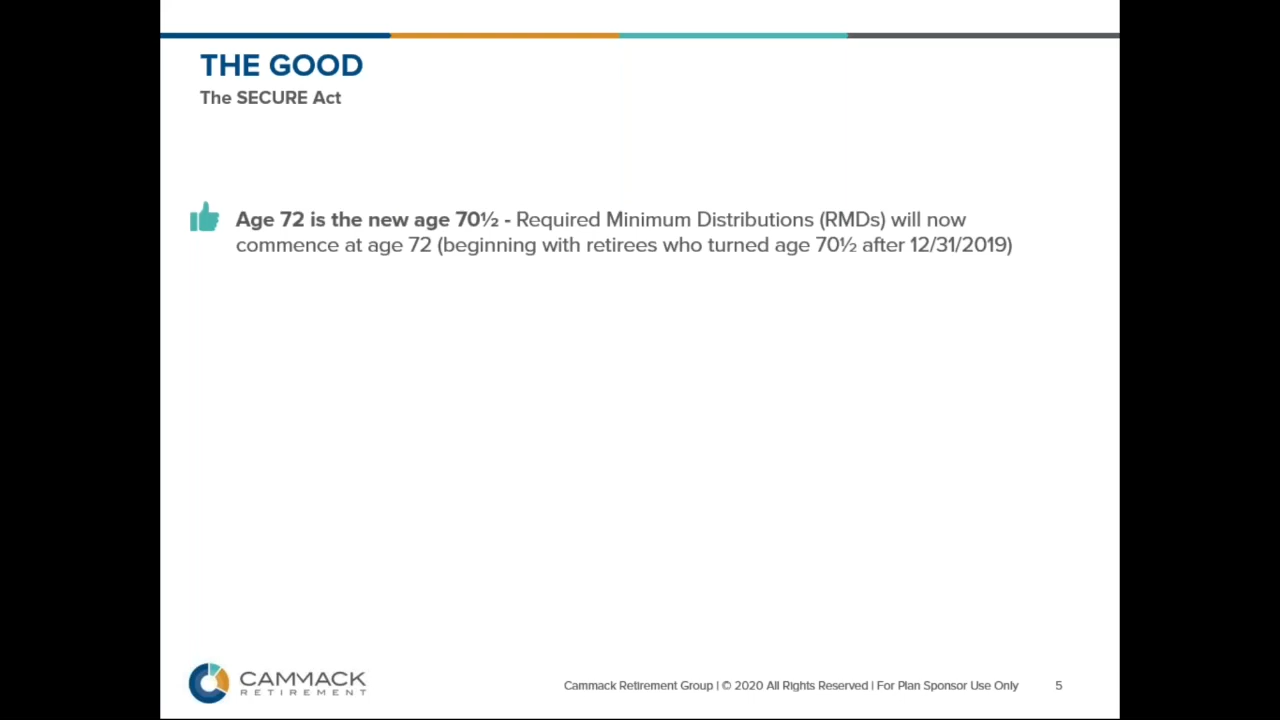 THE GOOD
The SECURE Act
Age 72 is the new age 70½ - Required Minimum Distributions (RMDs) will now
commence at age 72 (beginning with retirees who turned age 70½ after 12/31/2019)
CAMMACK
RETIREMENT
Cammack Retirement Group | © 2020 All Rights Reserved | For Plan Sponsor Use Only 5